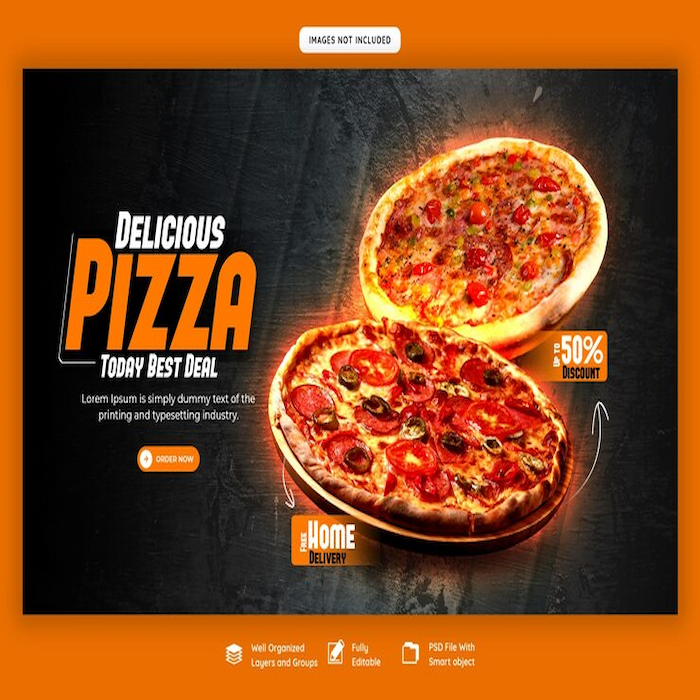 IMAGES NOT INCLUDED
DELICIOUS
PIZZA
TODAY BEST DEAL
Lorem Ipsum is simply dummy text of the
printing and typesetting industry.
ORDER NOW
UP TO 50%
DISCOUNT
FREE HOME
DELIVERY
Well Organized
Layers and Groups
Fully
Editable
PSD File With
Smart object